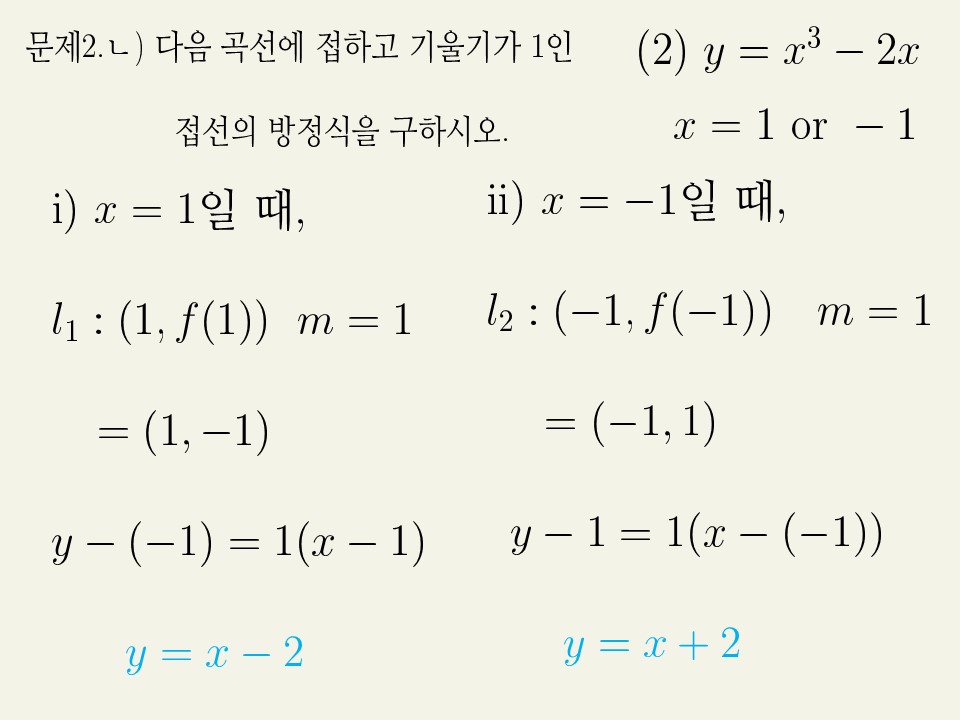 문제2.ㄴ) 다음 곡선에 접하고 기울기가 1인
접선의 방정식을 구하시오.
(2) y = x³ − 2x
x = 1 or − 1
i) x = 1일 때,
l₁ : (1, f(1)) m = 1
= (1, −1)
y − (−1) = 1(x − 1)
y = x − 2
ii) x = −1일 때,
l₂ : (−1, f(−1)) m = 1
= (−1, 1)
y − 1 = 1(x − (−1))
y = x + 2